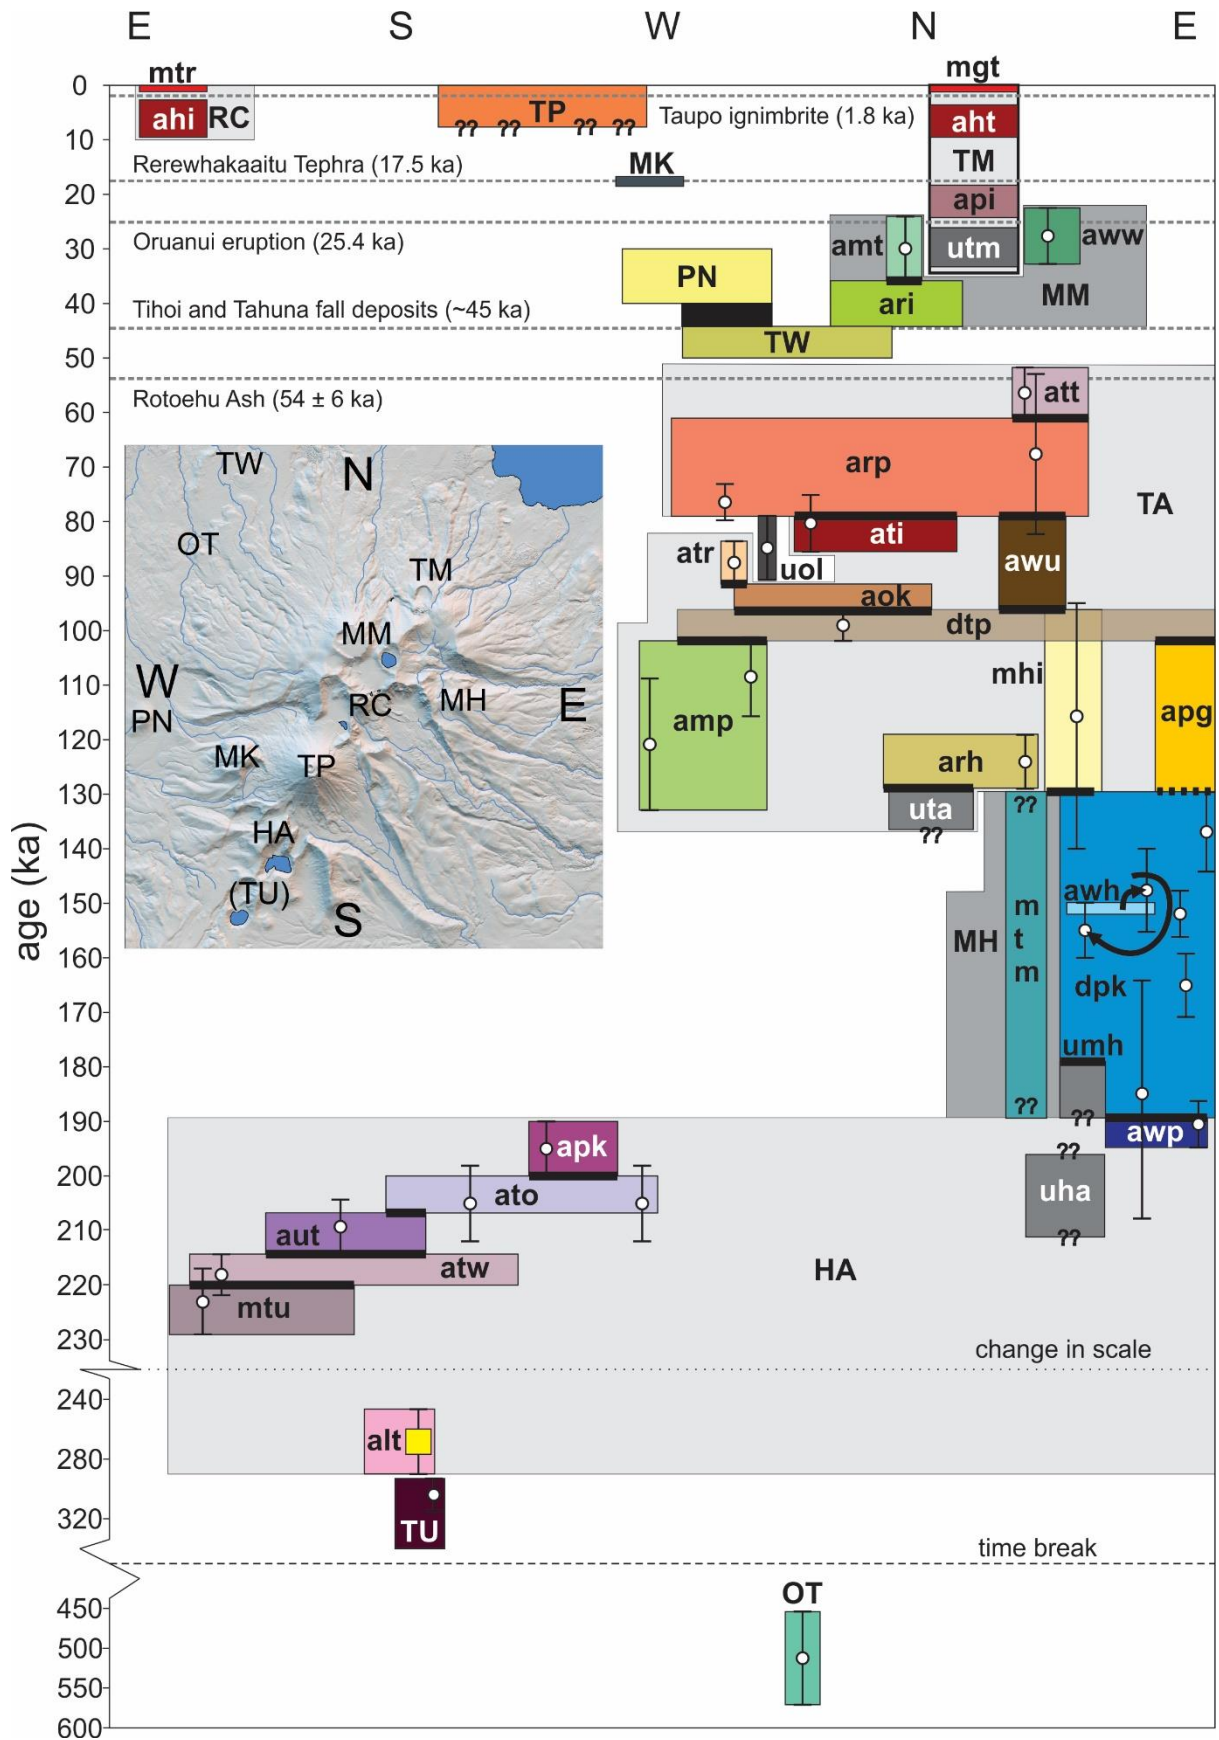 E S W N E
mtr mgt
0
ahi RC TP ?? ?? ?? ?? Taupo ignimbrite (1.8 ka) aht
10
Rerewhakaaitu Tephra (17.5 ka) MK TM
20
api
Oruanui eruption (25.4 ka) amt utm aww
30
PN MM
Tihoi and Tahuna fall deposits (~45 ka) ari
40
TW
50
Rotoehu Ash (54 ± 6 ka) att
60
70
arp
TA
80
ati
atr uol awu
90
aok
100
dtp
mhi
110
amp apg
120
arh
130
uta ??
??
140
age (ka)
150
awh
MH
m
t
m
160
170
dpk
180
umh
??
190
??
apk awp
??
200
ato uha
210
aut ??
atw HA
220
mtu
230
change in scale
240
alt
280
320
TU
time break
OT
450
500
550
600
TW N
OT
TM
MM
W RC MH E
PN
MK TP
HA
(TU)
S